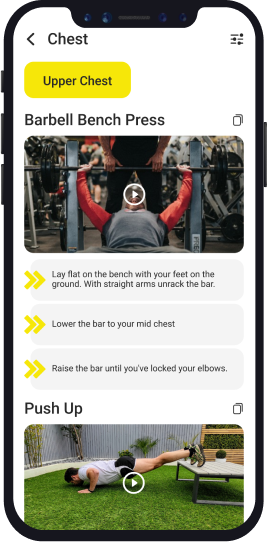 Chest
Upper Chest
Barbell Bench Press
Lay flat on the bench with your feet on the
ground. With straight arms unrack the bar.
Lower the bar to your mid chest
Raise the bar until you've locked your elbows.
Push Up